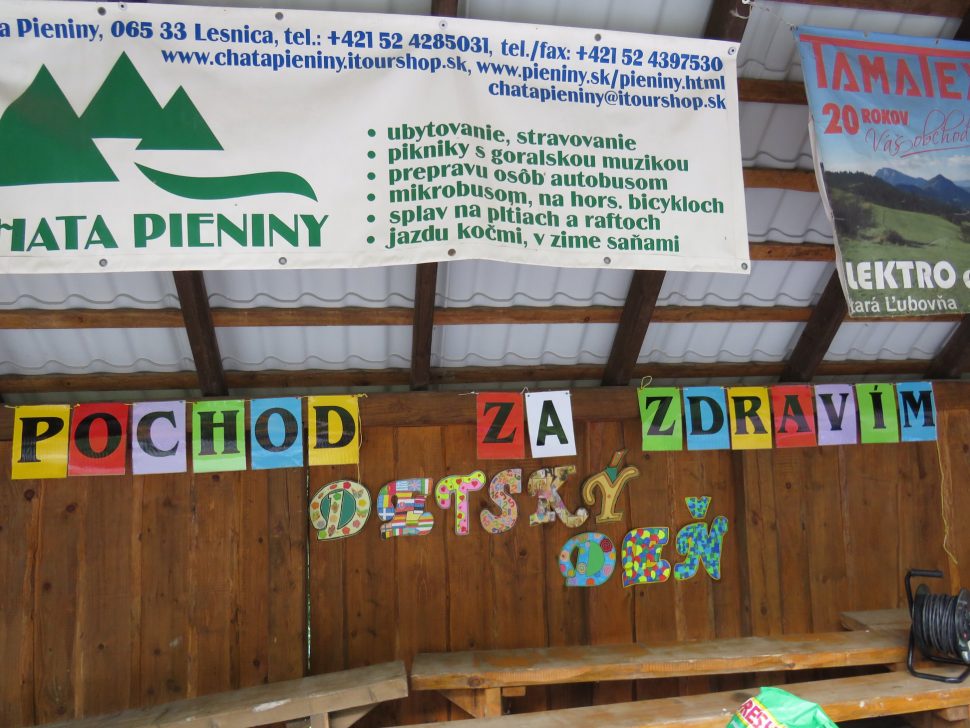 a Pieniny, 065 33 Lesnica, tel.: +421 52 4285031, tel./fax: +421 52 4397530
www.chatapieniny.itourshop.sk, www.pieniny.sk/pieniny.html
chatapieniny@itourshop.sk
• ubytovanie, stravovanie
• pikniky s goralskou muzikou
• prepravu osôb autobusom
• mikrobusom, na hors. bicykloch
• splav na pltiach a raftoch
• jazdu kočmi, v zime saňami
HATA PIENINY
TAMATEX
20 ROKOV
Váš obchod
LEKTRO
tará Ľubovňa
POCHOD ZA ZDRAVÍM
DETSKÝ
DEŇ